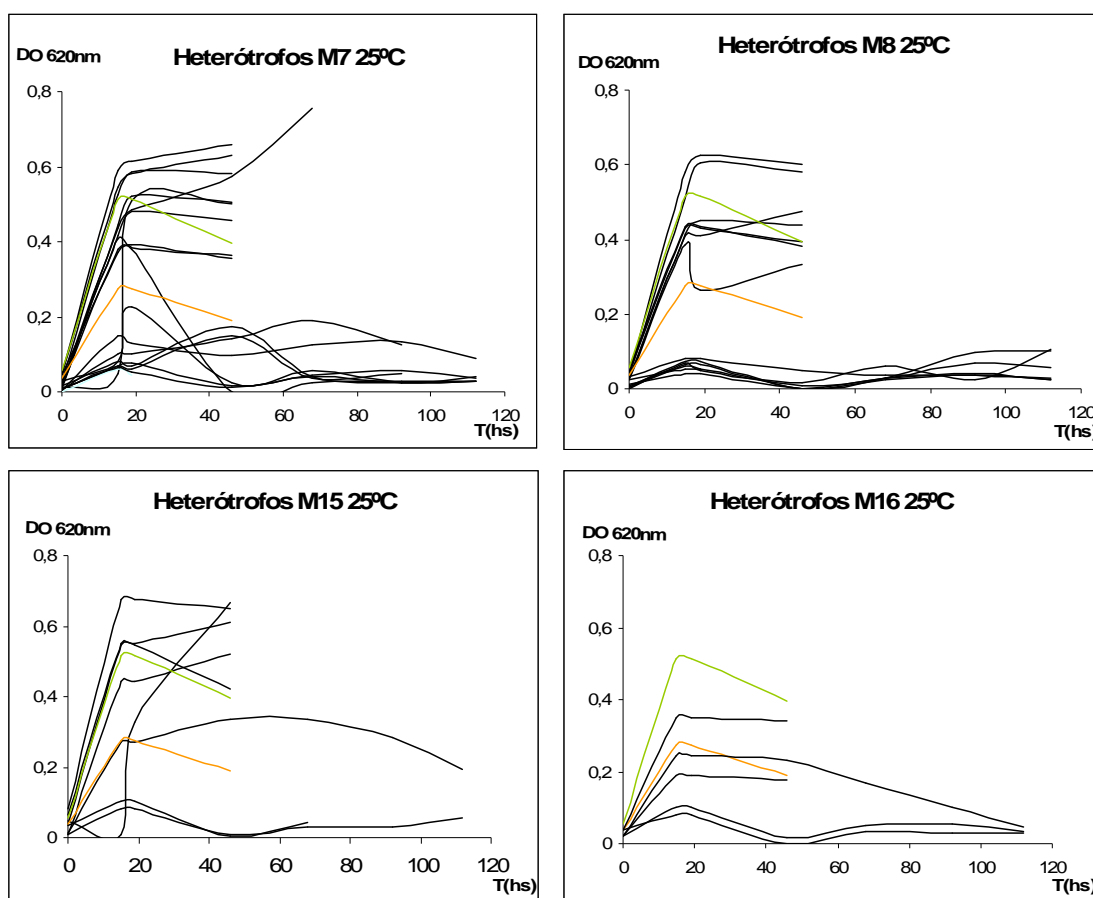 DO 620nm
Heterótrofos M7 25ºC
0,8
0,6
0,4
0,2
0
0 20 40 60 80 100 120
T(hs)
DO 620nm
Heterótrofos M8 25ºC
0,8
0,6
0,4
0,2
0
0 20 40 60 80 100 120
T(hs)
Heterótrofos M15 25ºC
DO 620nm
0,8
0,6
0,4
0,2
0
0 20 40 60 80 100 120
T(hs)
Heterótrofos M16 25ºC
DO 620nm
0,8
0,6
0,4
0,2
0
0 20 40 60 80 100 120
T(hs)